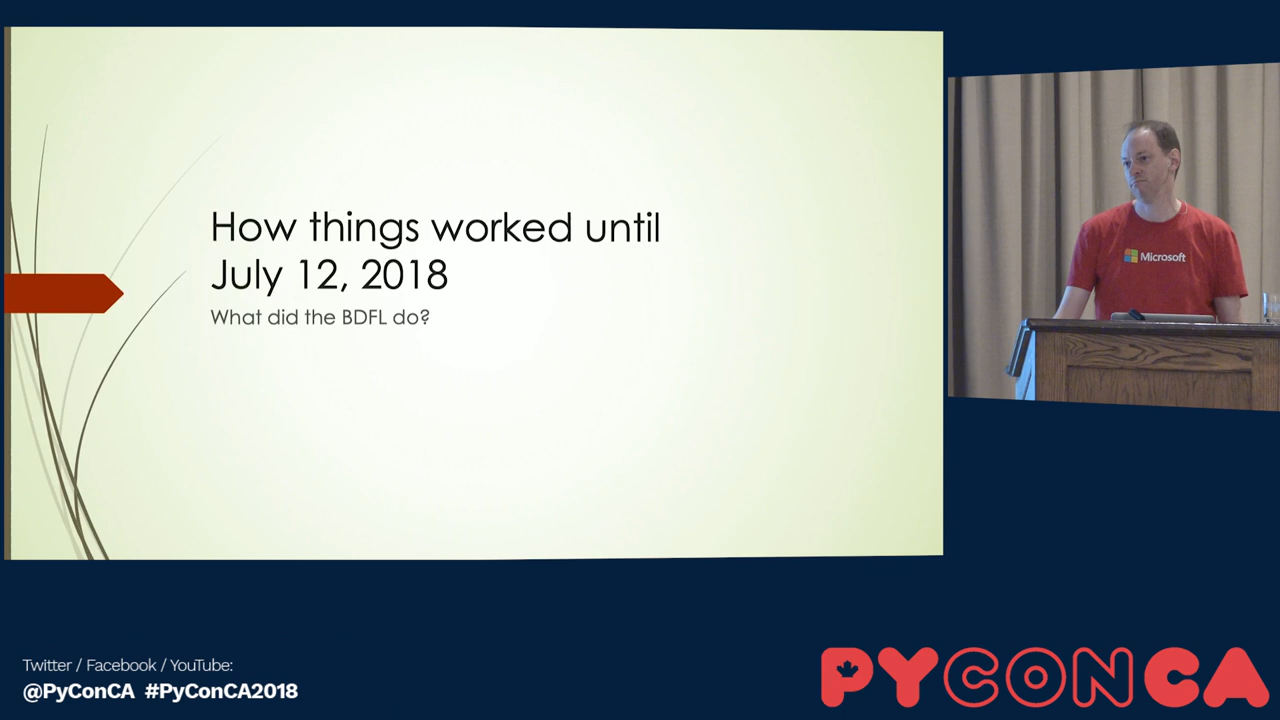 How things worked until
July 12, 2018
What did the BDFL do?
Microsoft
Twitter / Facebook / YouTube:
@PyConCA #PyConCA2018
PYCONCA